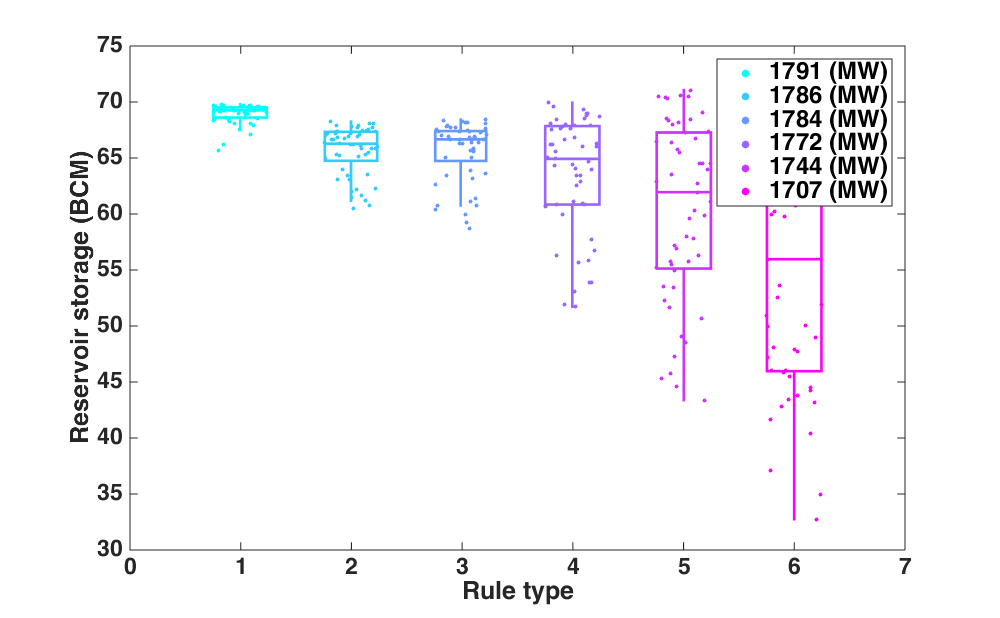 75
70
65
60
55
50
45
40
35
30
Reservoir storage (BCM)
1791 (MW)
1786 (MW)
1784 (MW)
1772 (MW)
1744 (MW)
1707 (MW)
0 1 2 3 4 5 6 7
Rule type